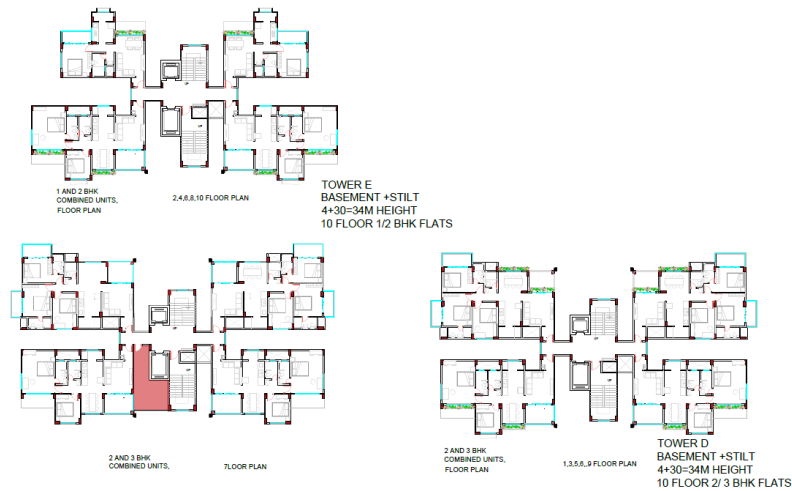 1 AND 2 BHK
COMBINED UNITS,
FLOOR PLAN
2,4,6,8,10 FLOOR PLAN
TOWER E
BASEMENT +STILT
4+30=34M HEIGHT
10 FLOOR 1/2 BHK FLATS
2 AND 3 BHK
COMBINED UNITS,
7LOOR PLAN
2 AND 3 BHK
COMBINED UNITS,
FLOOR PLAN
1,3,5,6,.9 FLOOR PLAN
TOWER D
BASEMENT +STILT
4+30=34M HEIGHT
10 FLOOR 2/ 3 BHK FLATS